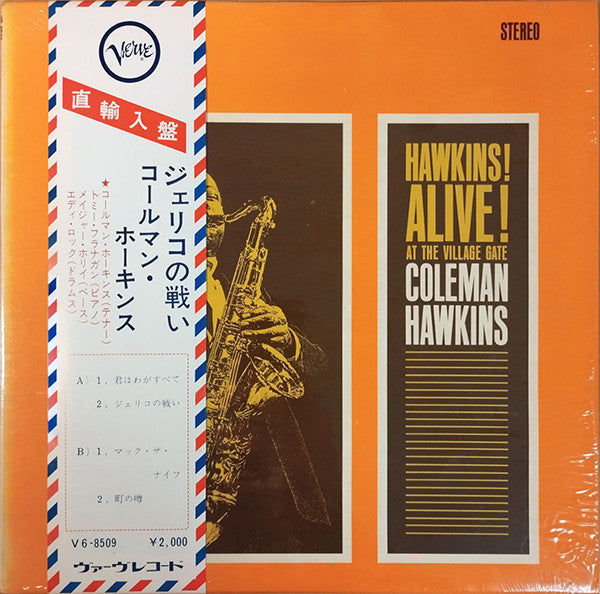 Verve
直輸入盤
ジェリコの戦い
コールマン・
ホーキンス
★コールマン・ホーキンス(テナー)
トミー・フラナガン(ピアノ)
メイジャー・ホリン(ベース)
エディ・ロック(ドラムス)
A) 1. 君はわがすべて
2. ジェリコの戦い
B) 1. マック・ザ・
ナイフ
2. 町の噂
V6-8509 ¥2,000
ヴァーヴレコード
STEREO
HAWKINS!
ALIVE!
AT THE VILLAGE GATE
COLEMAN
HAWKINS